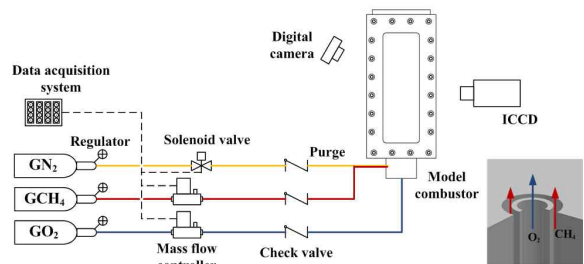 Digital
camera
Data acquisition
system
ICCD
Regulator
Solenoid valve
Purge
GN₂
Model
combustor
GCH₄
GO₂
O₂
CH₄
Mass flow
controller
Check valve